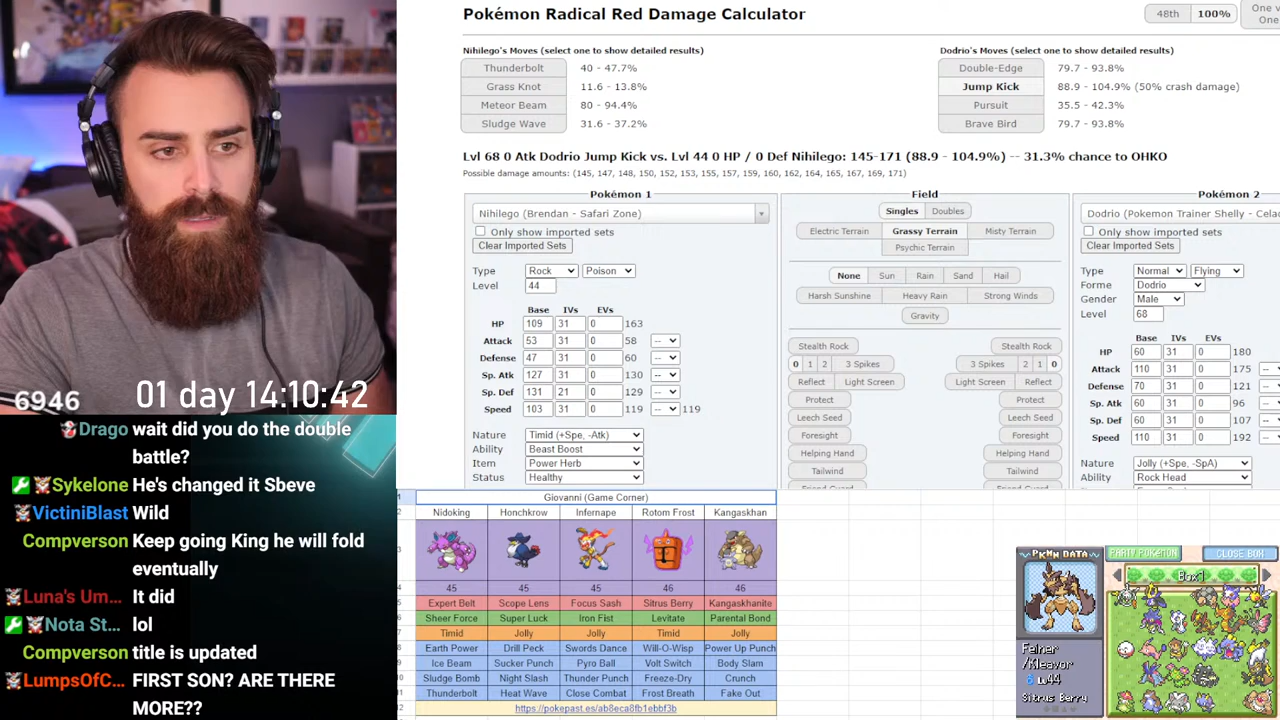 Pokémon Radical Red Damage Calculator
48th 100% One v
One
Nihilego's Moves (select one to show detailed results)
Thunderbolt 40 - 47.7%
Grass Knot 11.6 - 13.8%
Meteor Beam 80 - 94.4%
Sludge Wave 31.6 - 37.2%
Dodrio's Moves (select one to show detailed results)
Double-Edge 79.7 - 93.8%
Jump Kick 88.9 - 104.9% (50% crash damage)
Pursuit 35.5 - 42.3%
Brave Bird 79.7 - 93.8%
Lvl 68 0 Atk Dodrio Jump Kick vs. Lvl 44 0 HP / 0 Def Nihilego: 145-171 (88.9 - 104.9%) -- 31.3% chance to OHKO
Possible damage amounts: (145, 147, 148, 150, 152, 153, 155, 157, 159, 160, 162, 164, 165, 167, 169, 171)
Pokémon 1
Nihilego (Brendan - Safari Zone)
Only show imported sets
Clear Imported Sets
Type Rock Poison
Level 44
Base IVs EVs
HP 109 31 0 163
Attack 53 31 0 58 --
Defense 47 31 0 60 --
Sp. Atk 127 31 0 130 --
Sp. Def 131 21 0 129 --
Speed 103 31 0 119 -- 119
Nature Timid (+Spe, -Atk)
Ability Beast Boost
Item Power Herb
Status Healthy
Field
Singles Doubles
Electric Terrain Grassy Terrain Misty Terrain
Psychic Terrain
None Sun Rain Sand Hail
Harsh Sunshine Heavy Rain Strong Winds
Gravity
Stealth Rock Stealth Rock
0 1 2 3 Spikes 3 Spikes 2 1 0
Reflect Light Screen Light Screen Reflect
Protect Protect
Leech Seed Leech Seed
Foresight Foresight
Helping Hand Helping Hand
Tailwind Tailwind
Friend Guard Friend Guard
Pokémon 2
Dodrio (Pokemon Trainer Shelly - Cela
Only show imported sets
Clear Imported Sets
Type Normal Flying
Forme Dodrio
Gender Male
Level 68
Base IVs EVs
HP 60 31 0 180
Attack 110 31 0 175 --
Defense 70 31 0 121 --
Sp. Atk 60 31 0 96 --
Sp. Def 60 31 0 107 --
Speed 110 31 0 192 --
Nature Jolly (+Spe, -SpA)
Ability Rock Head
6946 01 day 14:10:42
Drago wait did you do the double
battle?
Sykelone He's changed it Sbeve
VictiniBlast Wild
Compverson Keep going King he will fold
eventually
Luna's Um... It did
Nota St... lol
Compverson title is updated
LumpsOfC... FIRST SON? ARE THERE
MORE??
Giovanni (Game Corner)
Nidoking Honchkrow Infernape Rotom Frost Kangaskhan
45 45 45 46 46
Expert Belt Scope Lens Focus Sash Sitrus Berry Kangaskhanite
Sheer Force Super Luck Iron Fist Levitate Parental Bond
Timid Jolly Jolly Timid Jolly
Earth Power Drill Peck Swords Dance Will-O-Wisp Power Up Punch
Ice Beam Sucker Punch Pyro Ball Volt Switch Body Slam
Sludge Bomb Night Slash Thunder Punch Freeze-Dry Crunch
Thunderbolt Heat Wave Close Combat Frost Breath Fake Out
https://pokepast.es/ab8eca8fb1ebbf3b
PKMN DATA
PARTY POKéMON
CLOSE BOX
Box1
/Kleavor
Lv44
Sitrus Berry